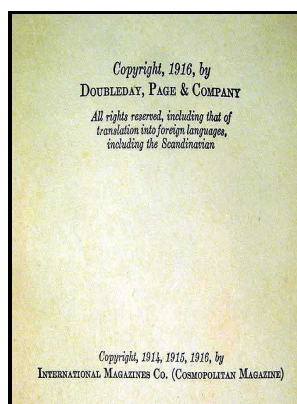 Copyright, 1916, by
DOUBLEDAY, PAGE & COMPANY
All rights reserved, including that of
translation into foreign languages,
including the Scandinavian
Copyright, 1914, 1915, 1916, by
INTERNATIONAL MAGAZINES CO. (COSMOPOLITAN MAGAZINE)